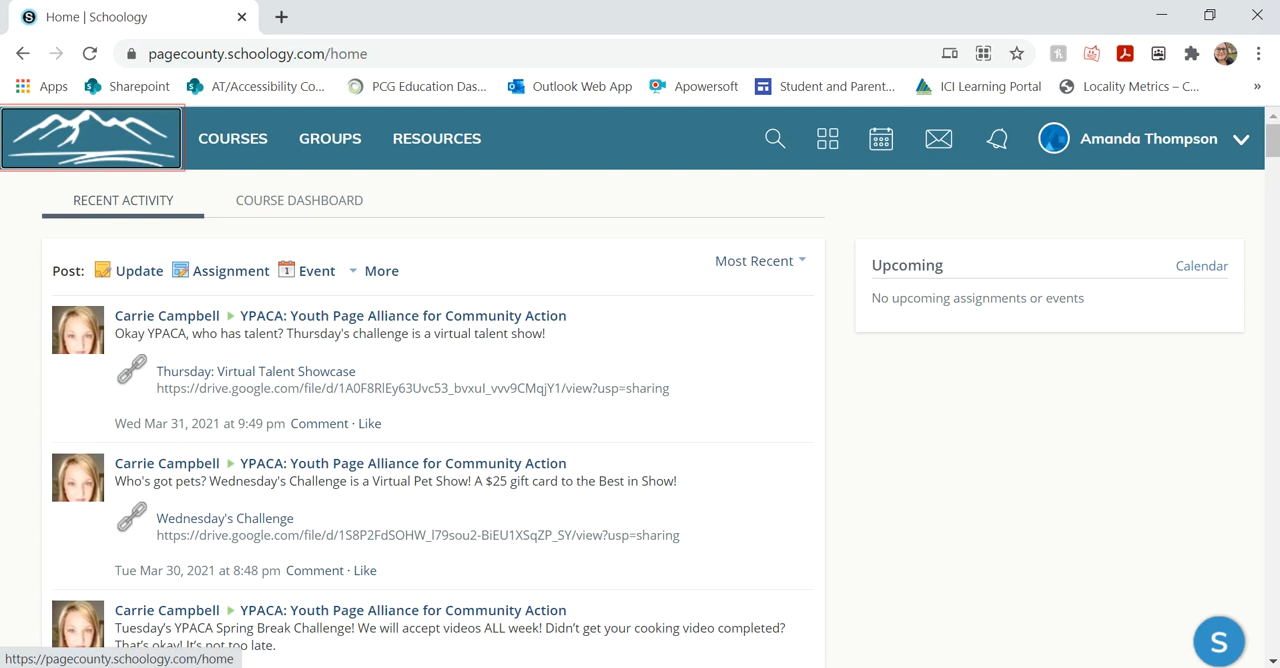 Home | Schoology
pagecounty.schoology.com/home
Apps Sharepoint AT/Accessibility Co... PCG Education Das... Outlook Web App Apowersoft Student and Parent... ICI Learning Portal Locality Metrics – C... »
COURSES GROUPS RESOURCES Amanda Thompson
RECENT ACTIVITY COURSE DASHBOARD
Post: Update Assignment 1 Event More
Most Recent
Upcoming Calendar
No upcoming assignments or events
Carrie Campbell YPACA: Youth Page Alliance for Community Action
Okay YPACA, who has talent? Thursday's challenge is a virtual talent show!
Thursday: Virtual Talent Showcase
https://drive.google.com/file/d/1A0F8RlEy63Uvc53_bvxuI_vvv9CMqjY1/view?usp=sharing
Wed Mar 31, 2021 at 9:49 pm Comment · Like
Carrie Campbell YPACA: Youth Page Alliance for Community Action
Who's got pets? Wednesday's Challenge is a Virtual Pet Show! A $25 gift card to the Best in Show!
Wednesday's Challenge
https://drive.google.com/file/d/1S8P2FdSOHW_l79sou2-BiEU1XSqZP_SY/view?usp=sharing
Tue Mar 30, 2021 at 8:48 pm Comment · Like
Carrie Campbell YPACA: Youth Page Alliance for Community Action
Tuesday's YPACA Spring Break Challenge! We will accept videos ALL week! Didn't get your cooking video completed?
That's okay! It's not too late.
https://pagecounty.schoology.com/home
S